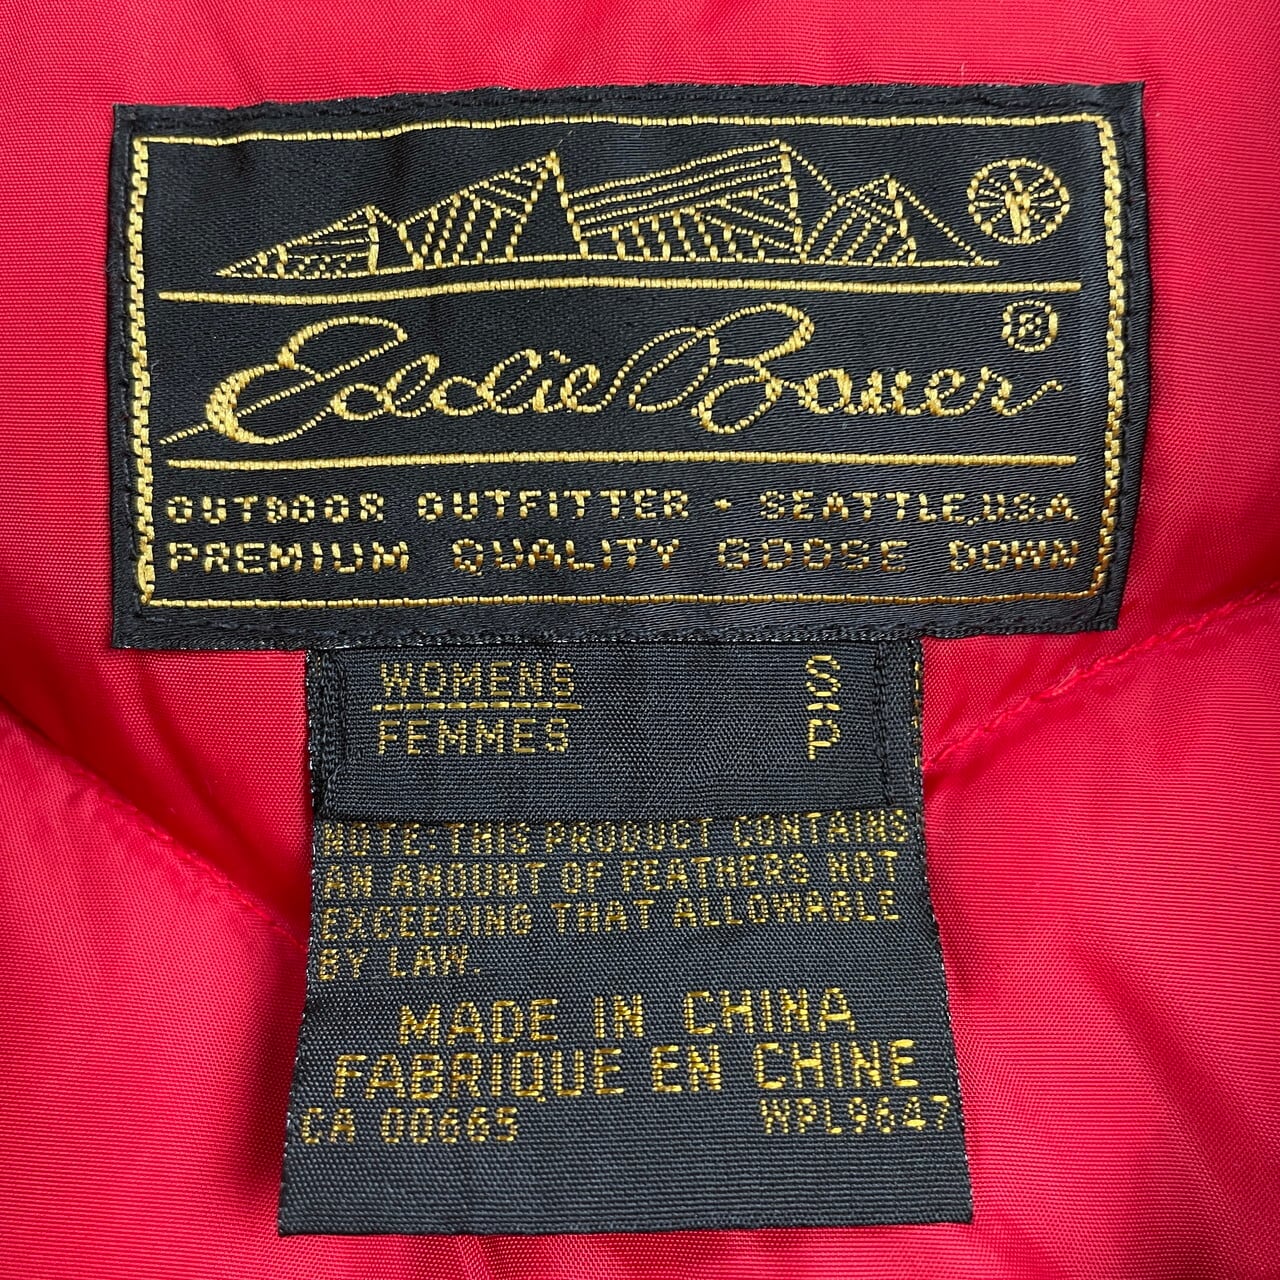 Eddie Bauer ®
OUTDOOR OUTFITTER • SEATTLE, U.S.A
PREMIUM QUALITY GOOSE DOWN
WOMENS S
FEMMES P
NOTE: THIS PRODUCT CONTAINS
AN AMOUNT OF FEATHERS NOT
EXCEEDING THAT ALLOWABLE
BY LAW.
MADE IN CHINA
FABRIQUE EN CHINE
CA 00665 WPL9647